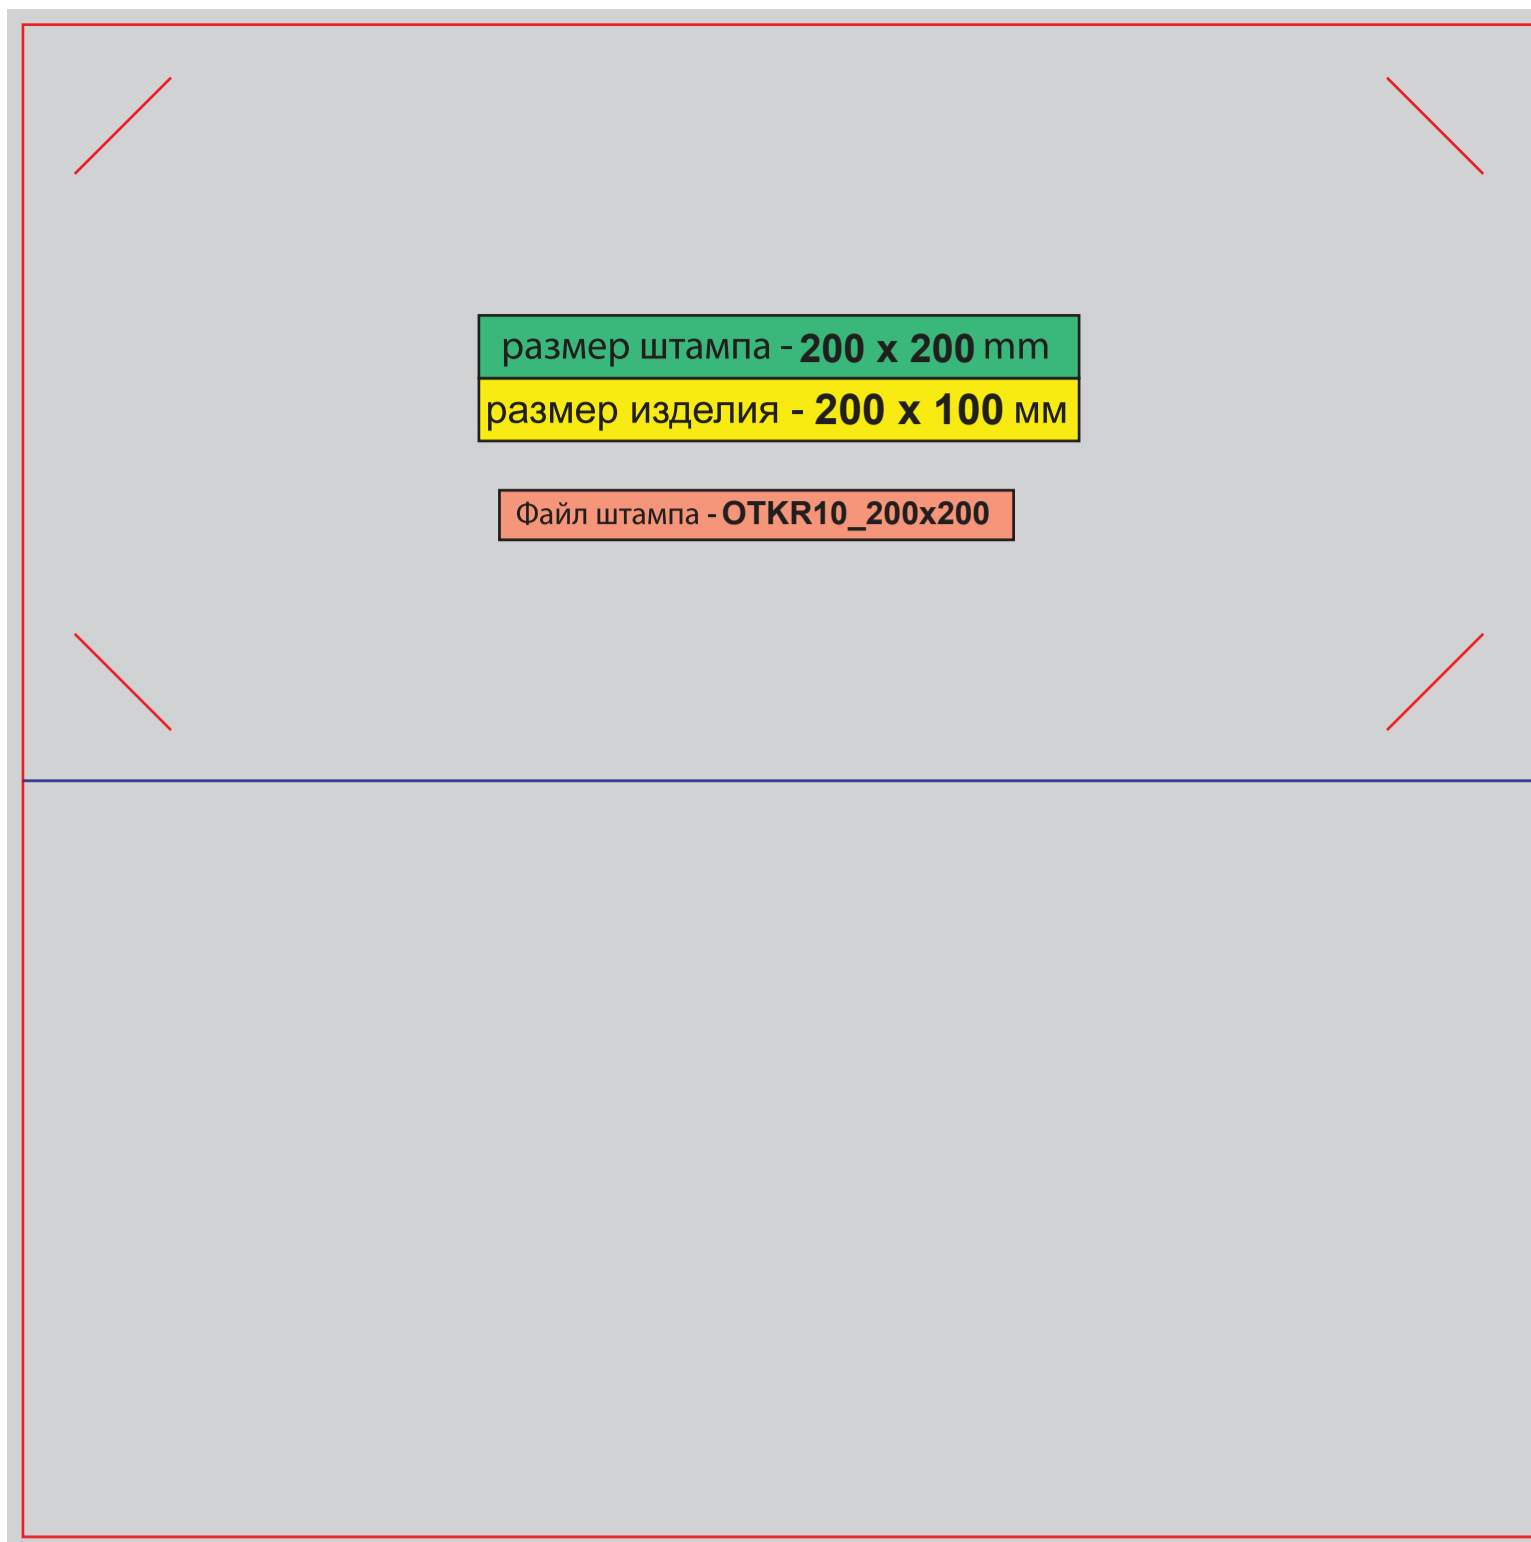 размер штампа - 200 x 200 mm
размер изделия - 200 x 100 мм
Файл штампа - OTKR10_200x200